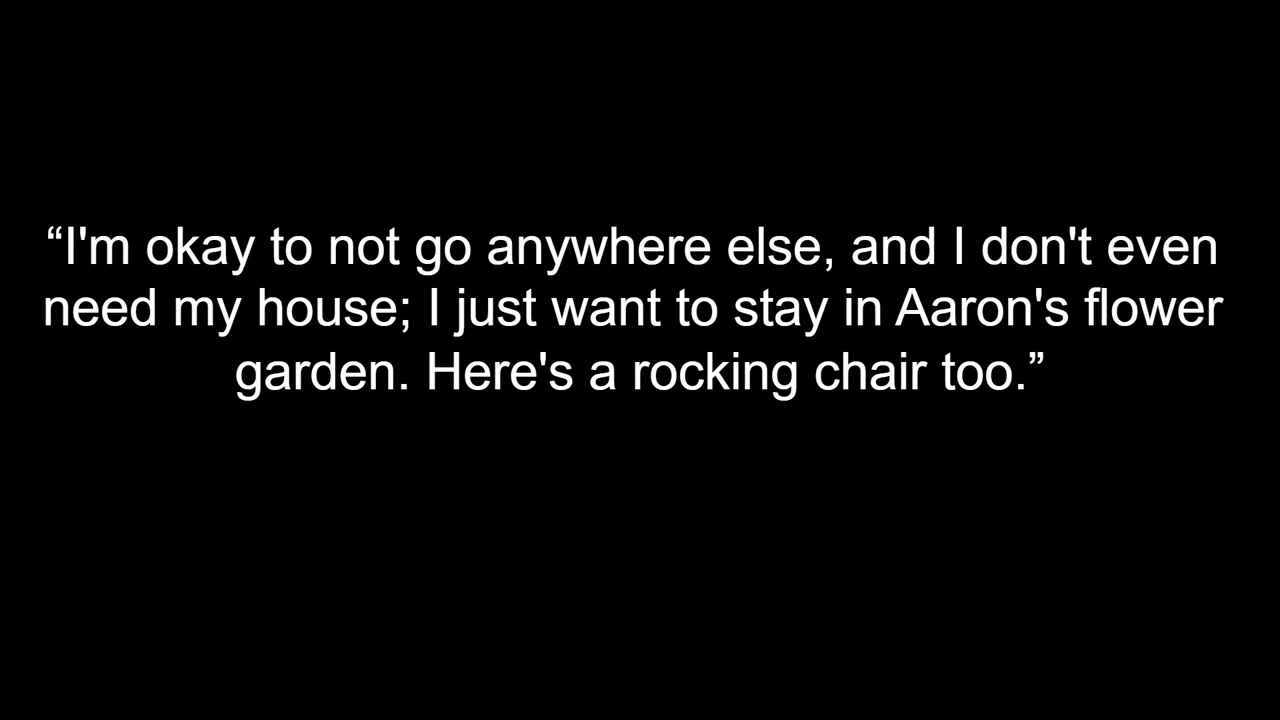 “I'm okay to not go anywhere else, and I don't even
need my house; I just want to stay in Aaron's flower
garden. Here's a rocking chair too.”